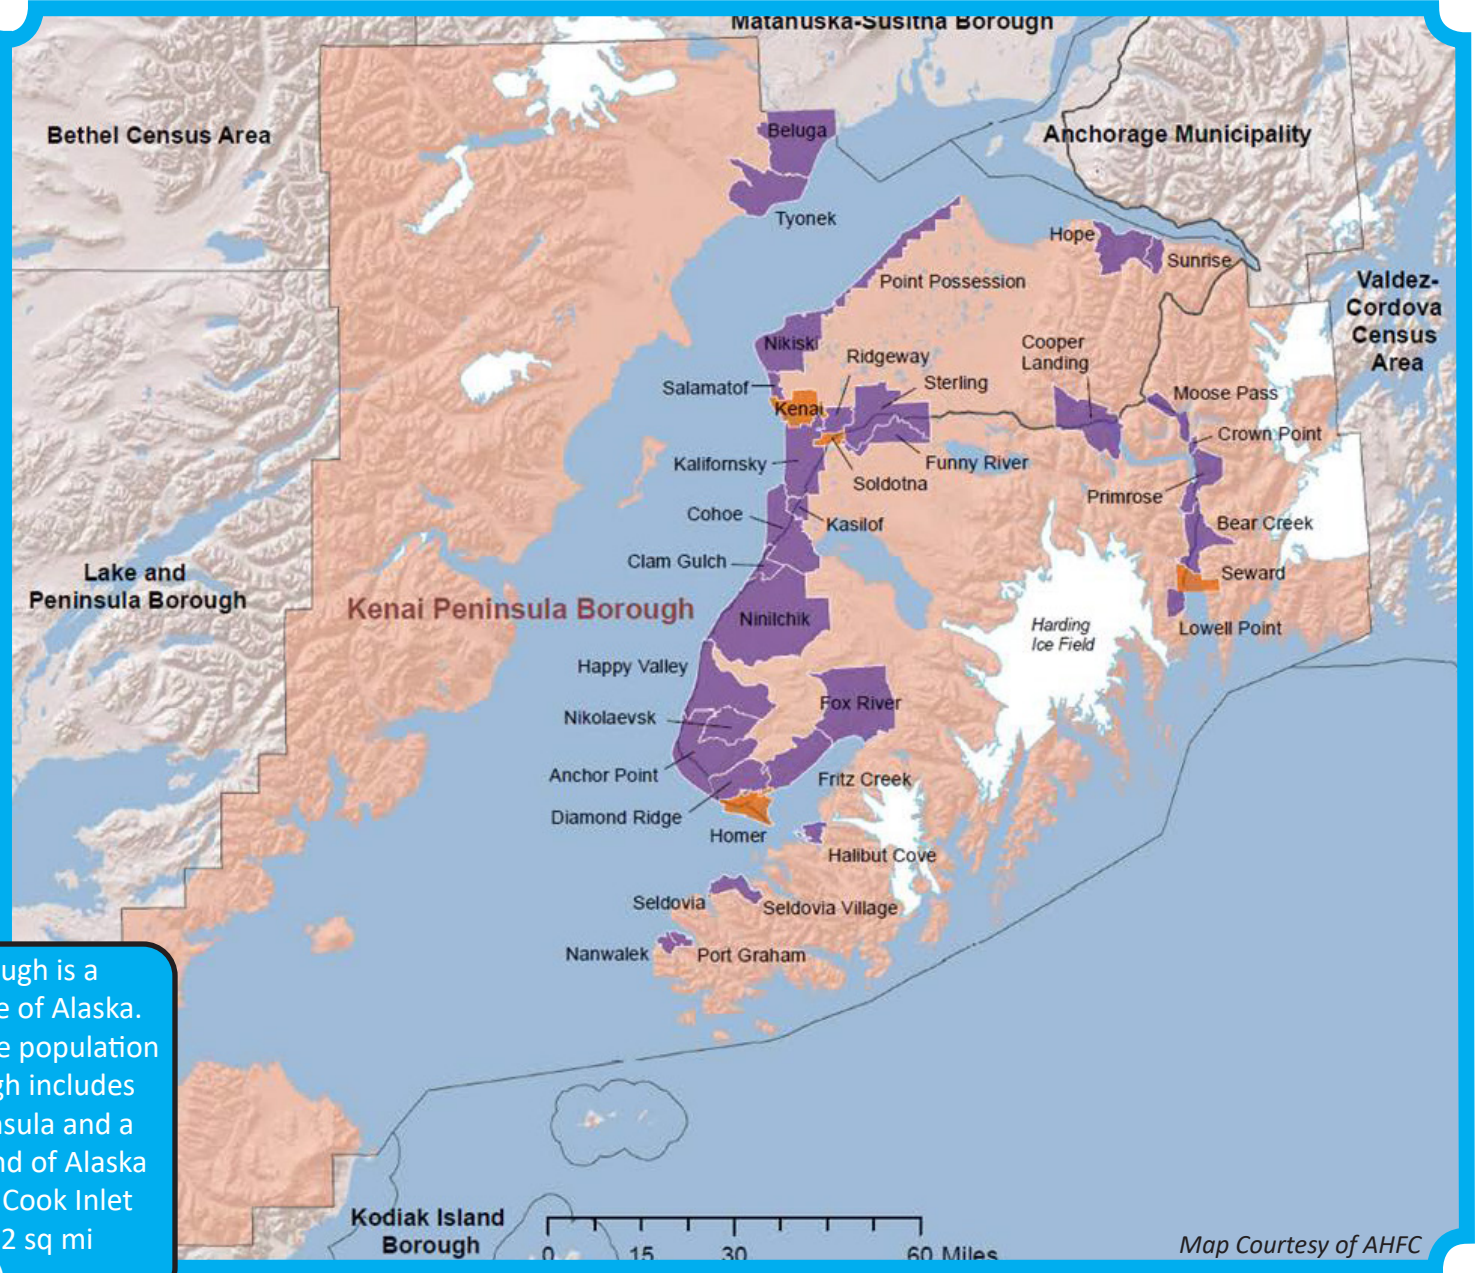 Matanuska-Susitna Borough
Bethel Census Area
Beluga
Anchorage Municipality
Tyonek
Hope
Sunrise
Point Possession
Valdez-
Cordova
Census
Area
Nikiski
Ridgeway
Cooper
Landing
Salamatof
Sterling
Moose Pass
Kenai
Crown Point
Kalifornsky
Funny River
Soldotna
Primrose
Cohoe
Kasilof
Bear Creek
Clam Gulch
Seward
Lake and
Peninsula Borough
Kenai Peninsula Borough
Ninilchik
Harding
Ice Field
Lowell Point
Happy Valley
Fox River
Nikolaevsk
Anchor Point
Fritz Creek
Diamond Ridge
Homer
Halibut Cove
Seldovia
Seldovia Village
Nanwalek
Port Graham
ugh is a
e of Alaska.
e population
gh includes
sula and a
nd of Alaska
Cook Inlet
2 sq mi
Kodiak Island
Borough
0 15 30 60 Miles
Map Courtesy of AHFC